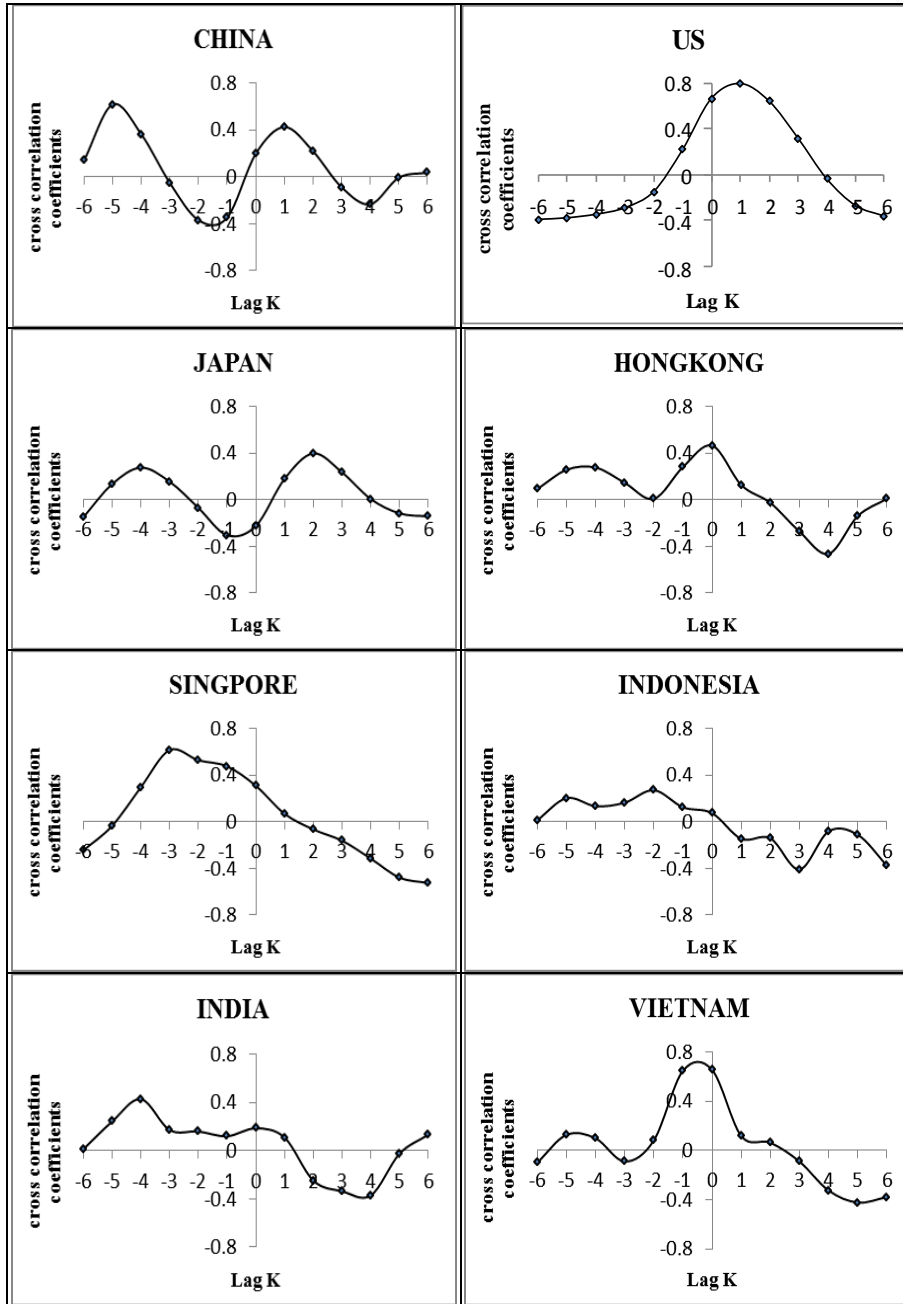 CHINA
cross correlation
coefficients
0.8
0.4
0
-0.4
-0.8
-6 -5 -4 -3 -2 -1 0 1 2 3 4 5 6
Lag K
US
cross correlation
coefficients
0.8
0.4
0
-0.4
-0.8
-6 -5 -4 -3 -2 -1 0 1 2 3 4 5 6
Lag K
JAPAN
cross correlation
coefficients
0.8
0.4
0
-0.4
-0.8
-6 -5 -4 -3 -2 -1 0 1 2 3 4 5 6
Lag K
HONGKONG
cross correlation
coefficients
0.8
0.4
0
-0.4
-0.8
-6 -5 -4 -3 -2 -1 0 1 2 3 4 5 6
Lag K
SINGPORE
cross correlation
coefficients
0.8
0.4
0
-0.4
-0.8
-6 -5 -4 -3 -2 -1 0 1 2 3 4 5 6
Lag K
INDONESIA
cross correlation
coefficients
0.8
0.4
0
-0.4
-0.8
-6 -5 -4 -3 -2 -1 0 1 2 3 4 5 6
Lag K
INDIA
cross correlation
coefficients
0.8
0.4
0
-0.4
-0.8
-6 -5 -4 -3 -2 -1 0 1 2 3 4 5 6
Lag K
VIETNAM
cross correlation
coefficients
0.8
0.4
0
-0.4
-0.8
-6 -5 -4 -3 -2 -1 0 1 2 3 4 5 6
Lag K